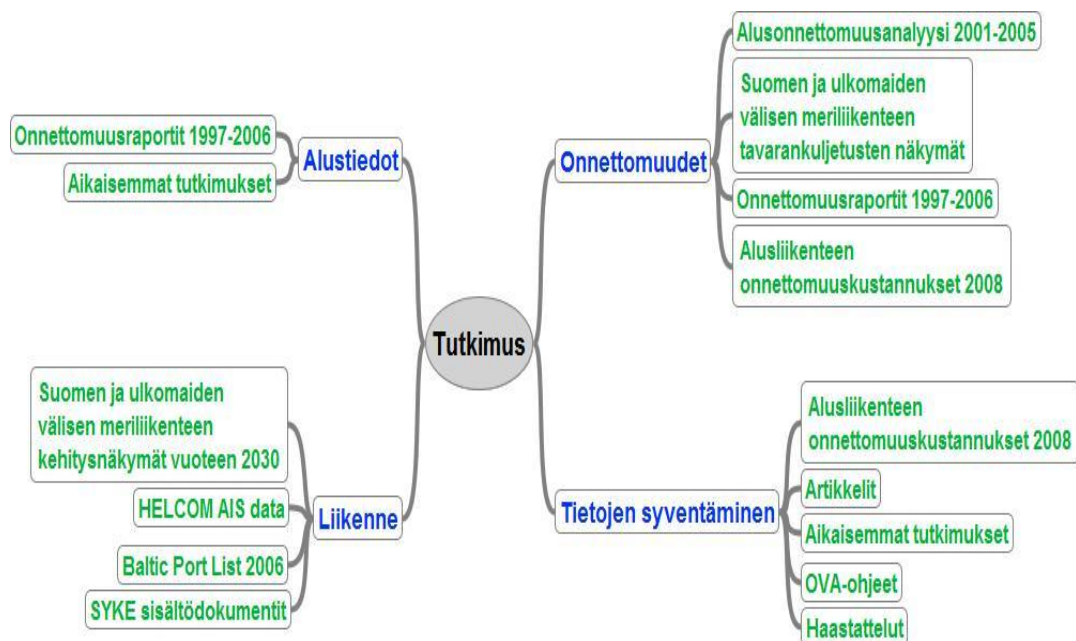 Onnettomuusraportit 1997-2006
Aikaisemmat tutkimukset
Alustiedot
Suomen ja ulkomaiden
välisen meriliikenteen
kehitysnäkymät vuoteen 2030
HELCOM AIS data
Baltic Port List 2006
SYKE sisältödokumentit
Liikenne
Tutkimus
Onnettomuudet
Alusonnettomuusanalyysi 2001-2005
Suomen ja ulkomaiden
välisen meriliikenteen
tavarankuljetusten näkymät
Onnettomuusraportit 1997-2006
Alusliikenteen
onnettomuuskustannukset 2008
Tietojen syventäminen
Alusliikenteen
onnettomuuskustannukset 2008
Artikkelit
Aikaisemmat tutkimukset
OVA-ohjeet
Haastattelut